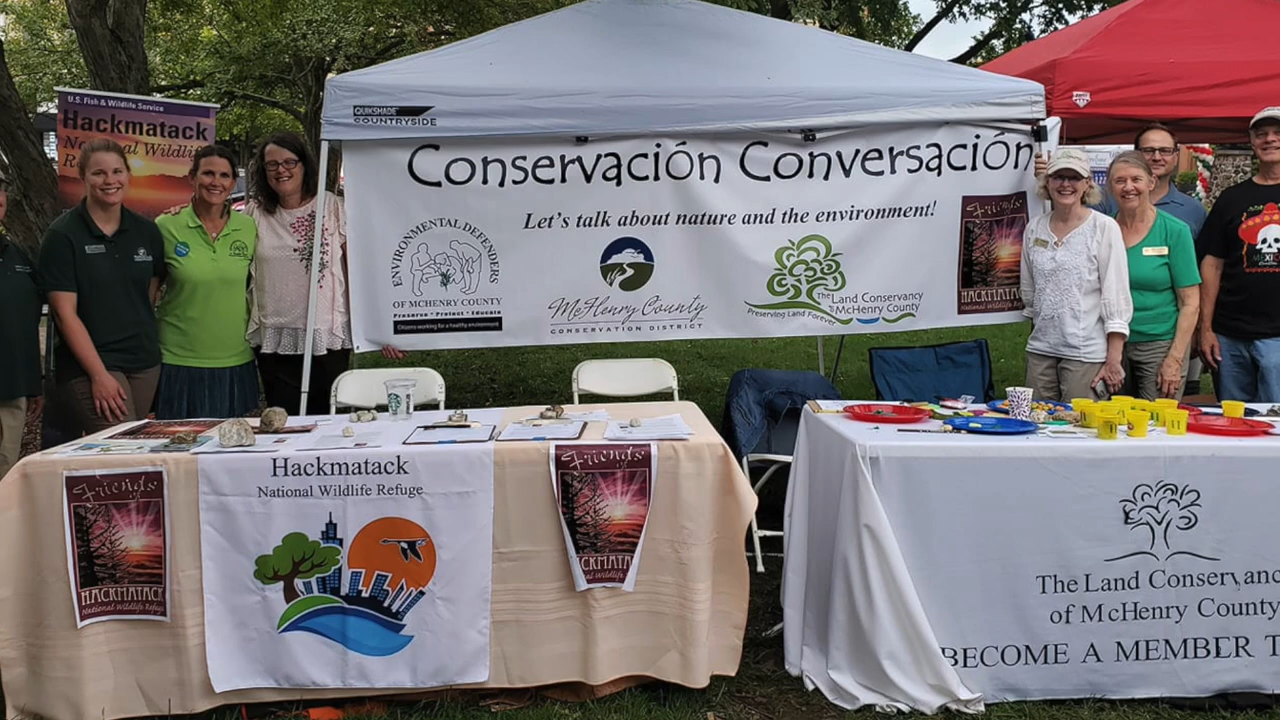 U.S. Fish & Wildlife Service
Hackmatack
National Wildlife
QUIKSHADE
COUNTRYSIDE
Conservación Conversación
Let's talk about nature and the environment!
ENVIRONMENTAL DEFENDERS
OF MCHENRY COUNTY
Preserve • Protect • Educate
Citizens working for a healthy environment
McHenry County
CONSERVATION DISTRICT
The Land Conservancy
of McHenry County
Preserving Land Forever
Friends
HACKMATACK
MEXICO
Friends
HACKMATACK
National Wildlife Refuge
Hackmatack
National Wildlife Refuge
Friends
HACKMATACK
The Land Conservanc
of McHenry County
BECOME A MEMBER T